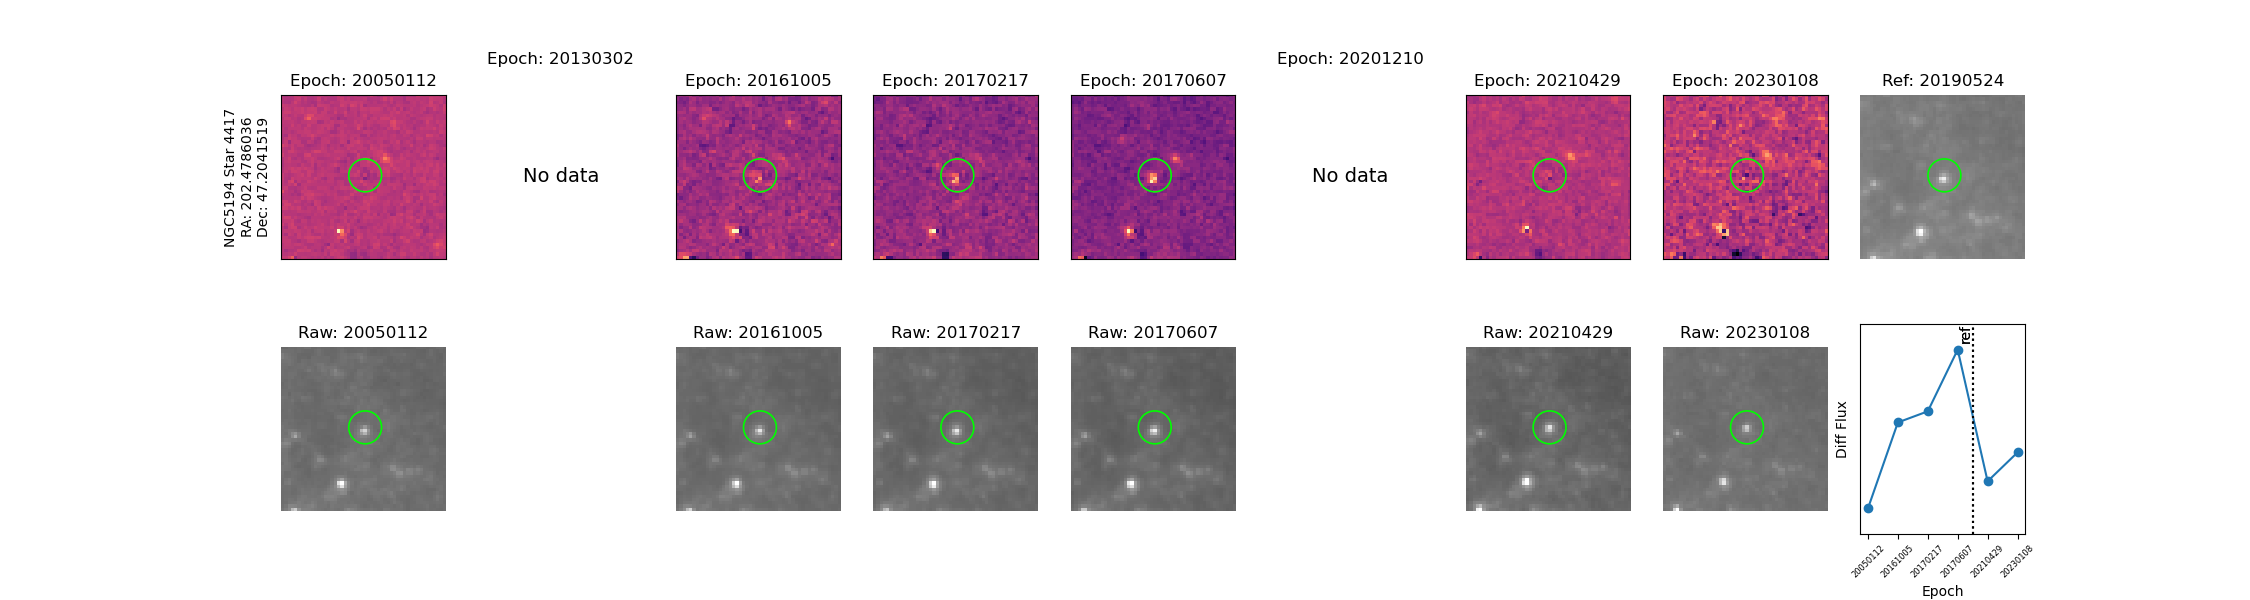 Epoch: 20130302
Epoch: 20201210
Epoch: 20050112
Epoch: 20161005
Epoch: 20170217
Epoch: 20170607
Epoch: 20210429
Epoch: 20230108
Ref: 20190524
NGC5194 Star 4417
RA: 202.4786036
Dec: 47.2041519
No data
No data
Raw: 20050112
Raw: 20161005
Raw: 20170217
Raw: 20170607
Raw: 20210429
Raw: 20230108
ref
Diff Flux
20050112
20161005
20170217
20170607
20210429
20230108
Epoch